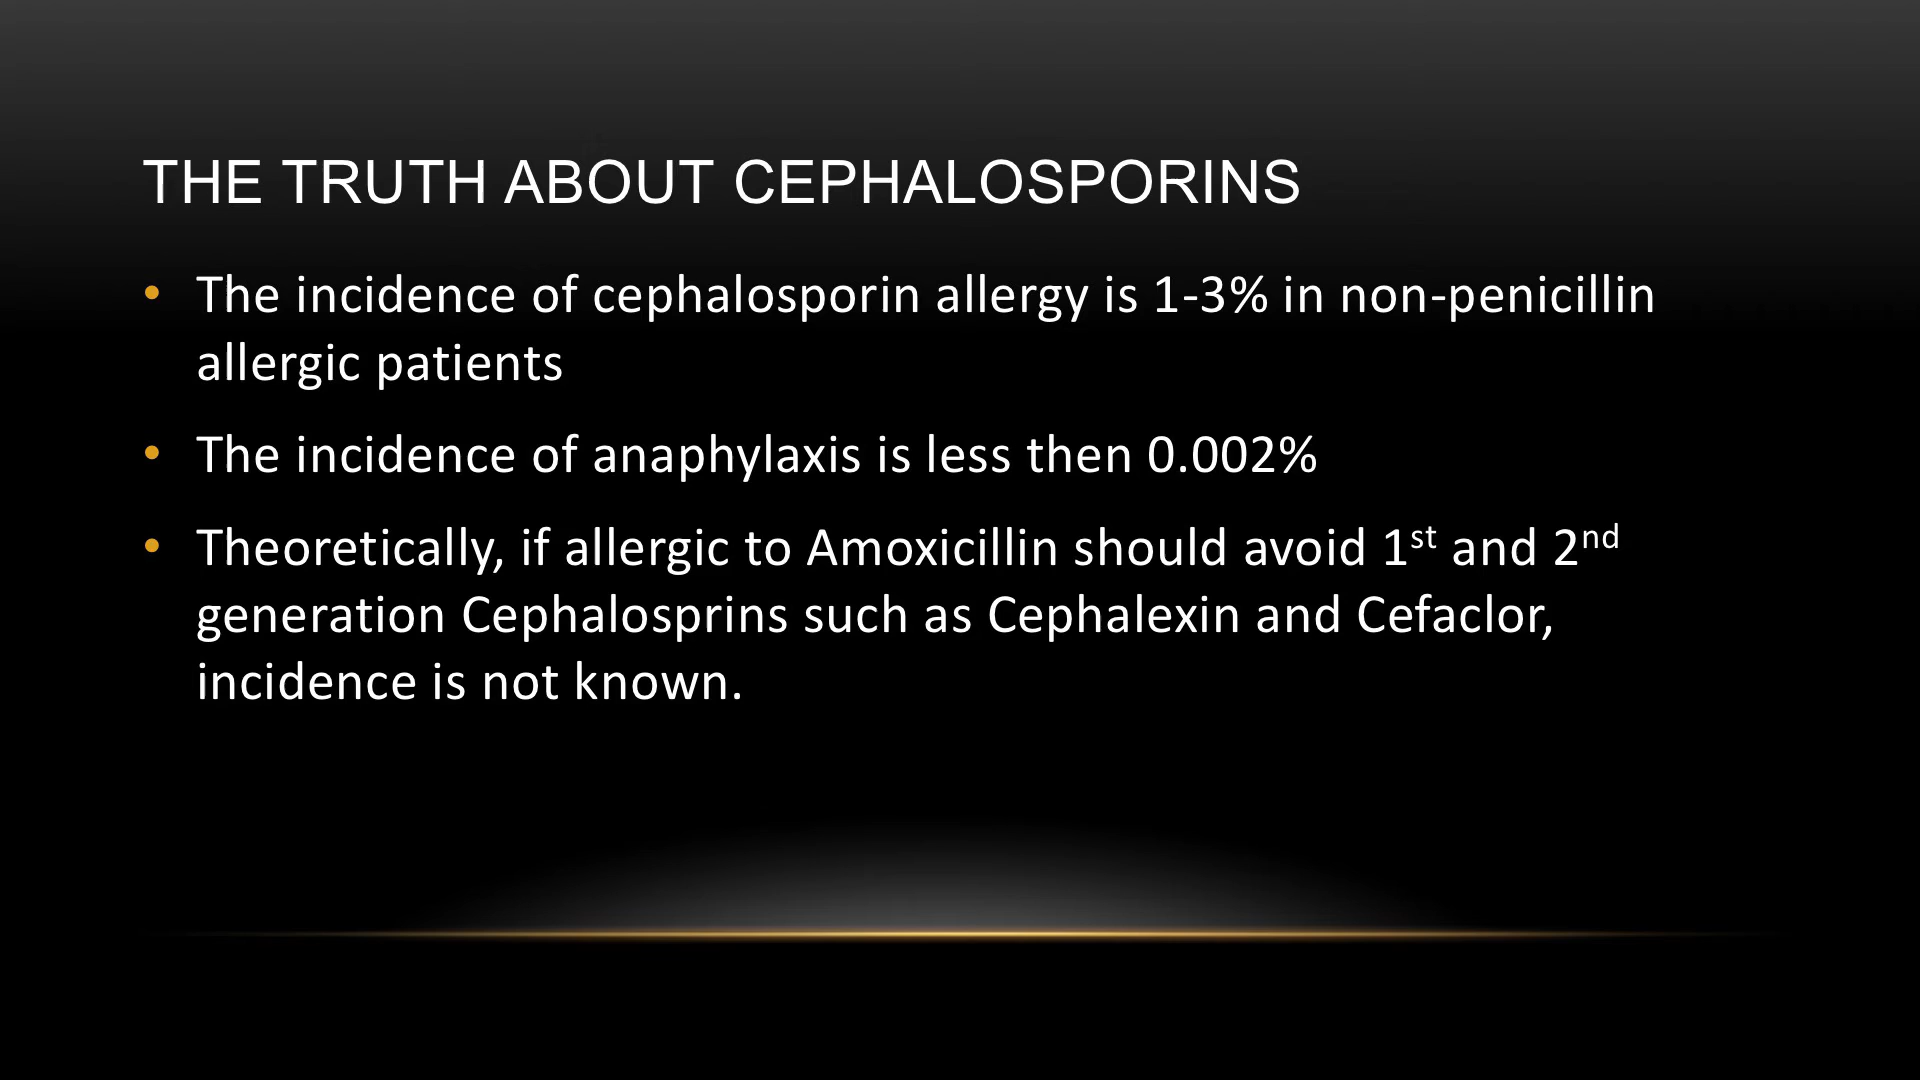 THE TRUTH ABOUT CEPHALOSPORINS
• The incidence of cephalosporin allergy is 1-3% in non-penicillin
allergic patients
• The incidence of anaphylaxis is less then 0.002%
• Theoretically, if allergic to Amoxicillin should avoid 1st and 2nd
generation Cephalosprins such as Cephalexin and Cefaclor,
incidence is not known.